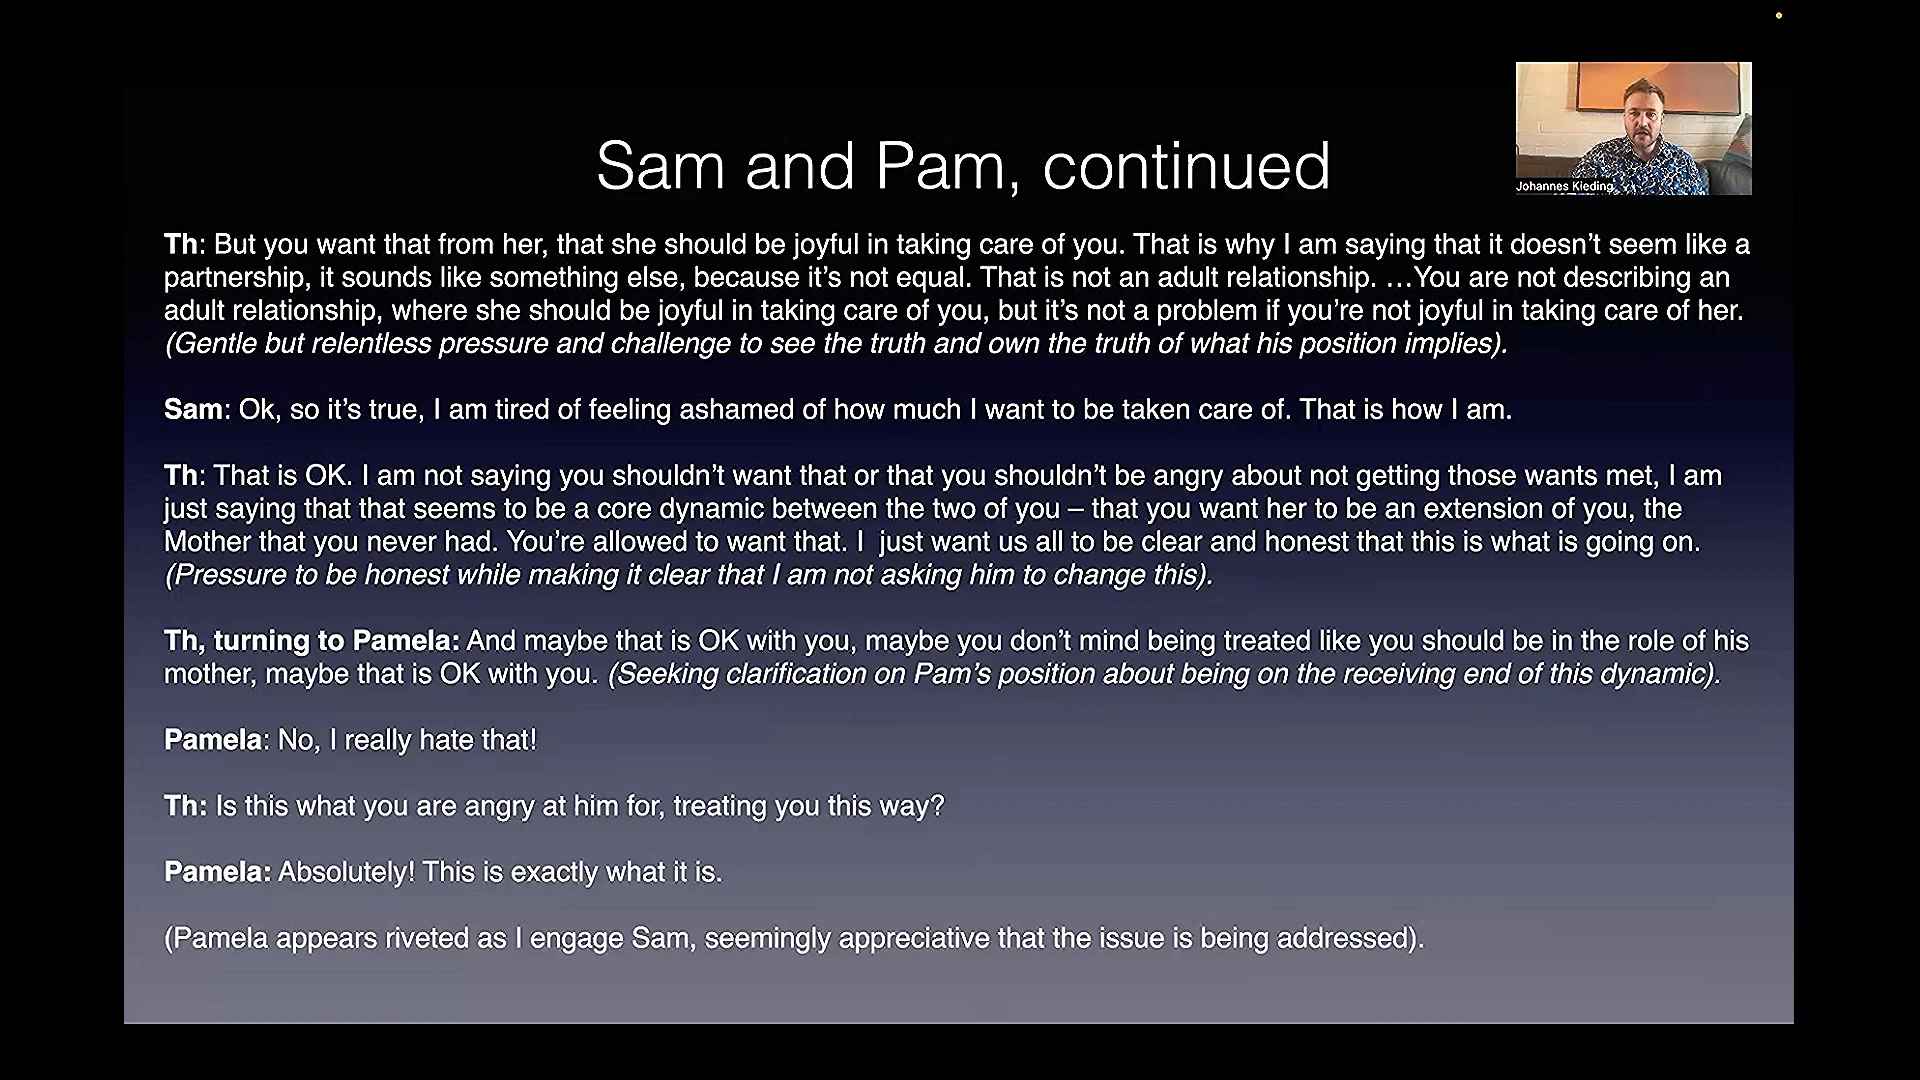 Sam and Pam, continued
Johannes Kieding
Th: But you want that from her, that she should be joyful in taking care of you. That is why I am saying that it doesn’t seem like a
partnership, it sounds like something else, because it’s not equal. That is not an adult relationship. …You are not describing an
adult relationship, where she should be joyful in taking care of you, but it’s not a problem if you’re not joyful in taking care of her.
(Gentle but relentless pressure and challenge to see the truth and own the truth of what his position implies).
Sam: Ok, so it’s true, I am tired of feeling ashamed of how much I want to be taken care of. That is how I am.
Th: That is OK. I am not saying you shouldn’t want that or that you shouldn’t be angry about not getting those wants met, I am
just saying that that seems to be a core dynamic between the two of you – that you want her to be an extension of you, the
Mother that you never had. You’re allowed to want that. I  just want us all to be clear and honest that this is what is going on.
(Pressure to be honest while making it clear that I am not asking him to change this).
Th, turning to Pamela: And maybe that is OK with you, maybe you don’t mind being treated like you should be in the role of his
mother, maybe that is OK with you. (Seeking clarification on Pam’s position about being on the receiving end of this dynamic).
Pamela: No, I really hate that!
Th: Is this what you are angry at him for, treating you this way?
Pamela: Absolutely! This is exactly what it is.
(Pamela appears riveted as I engage Sam, seemingly appreciative that the issue is being addressed).